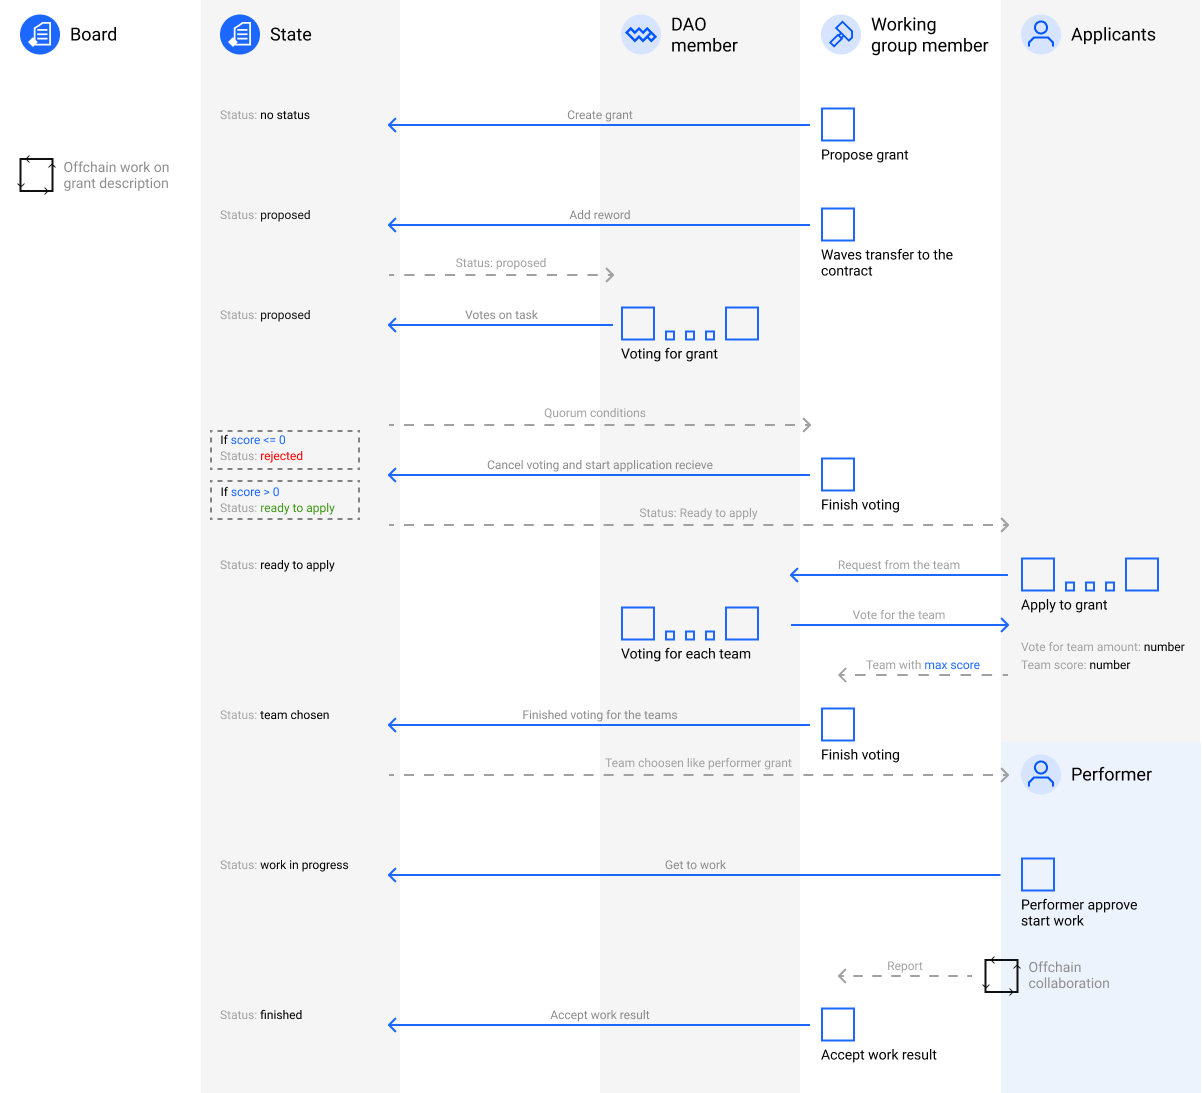 Board
State
DAO
member
Working
group member
Applicants
Status: no status
Create grant
Propose grant
Offchain work on
grant description
Status: proposed
Add reword
Waves transfer to the
contract
Status: proposed
Status: proposed
Votes on task
Voting for grant
Quorum conditions
If score <= 0
Status: rejected
Cancel voting and start application recieve
If score > 0
Status: ready to apply
Finish voting
Status: Ready to apply
Status: ready to apply
Request from the team
Apply to grant
Vote for the team
Voting for each team
Vote for team amount: number
Team score: number
Team with max score
Status: team chosen
Finished voting for the teams
Finish voting
Team choosen like performer grant
Performer
Status: work in progress
Get to work
Performer approve
start work
Report
Offchain
collaboration
Status: finished
Accept work result
Accept work result